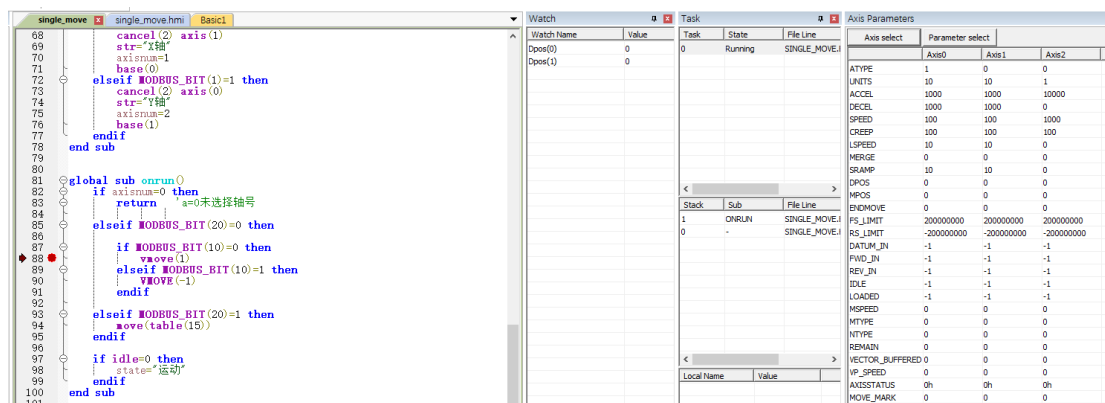 single_move
single_move.hmi
Basic1
68 cancel(2) axis(1)
69 str="X轴"
70 axisnum=1
71 base(0)
72 elseif MODBUS_BIT(1)=1 then
73 cancel(2) axis(0)
74 str="Y轴"
75 axisnum=2
76 base(1)
77 endif
78 end sub
79
80
81 global sub onrun()
82 if axisnum=0 then
83 return 'a=0未选择轴号
84
85 elseif MODBUS_BIT(20)=0 then
86
87 if MODBUS_BIT(10)=0 then
88 vmove(1)
89 elseif MODBUS_BIT(10)=1 then
90 VMOVE(-1)
91 endif
92
93 elseif MODBUS_BIT(20)=1 then
94 move(table(15))
95 endif
96
97 if idle=0 then
98 state="运动"
99 endif
100 end sub
Watch
Watch Name Value
Dpos(0) 0
Dpos(1) 0
Task
Task State File Line
0 Running SINGLE_MOVE.
Stack Sub File Line
1 ONRUN SINGLE_MOVE.
0 - SINGLE_MOVE.
Local Name Value
Axis Parameters
Axis select Parameter select
Axis0 Axis1 Axis2
ATYPE 1 0 0
UNITS 10 10 1
ACCEL 1000 1000 10000
DECEL 1000 1000 0
SPEED 100 100 1000
CREEP 100 100 100
LSPEED 10 10 0
MERGE 0 0 0
SRAMP 10 10 0
DPOS 0 0 0
MPOS 0 0 0
ENDMOVE 0 0 0
FS_LIMIT 200000000 200000000 200000000
RS_LIMIT -200000000 -200000000 -200000000
DATUM_IN -1 -1 -1
FWD_IN -1 -1 -1
REV_IN -1 -1 -1
IDLE -1 -1 -1
LOADED -1 -1 -1
MSPEED 0 0 0
MTYPE 0 0 0
NTYPE 0 0 0
REMAIN 0 0 0
VECTOR_BUFFERED 0 0 0
VP_SPEED 0 0 0
AXISSTATUS 0h 0h 0h
MOVE_MARK 0 0 0